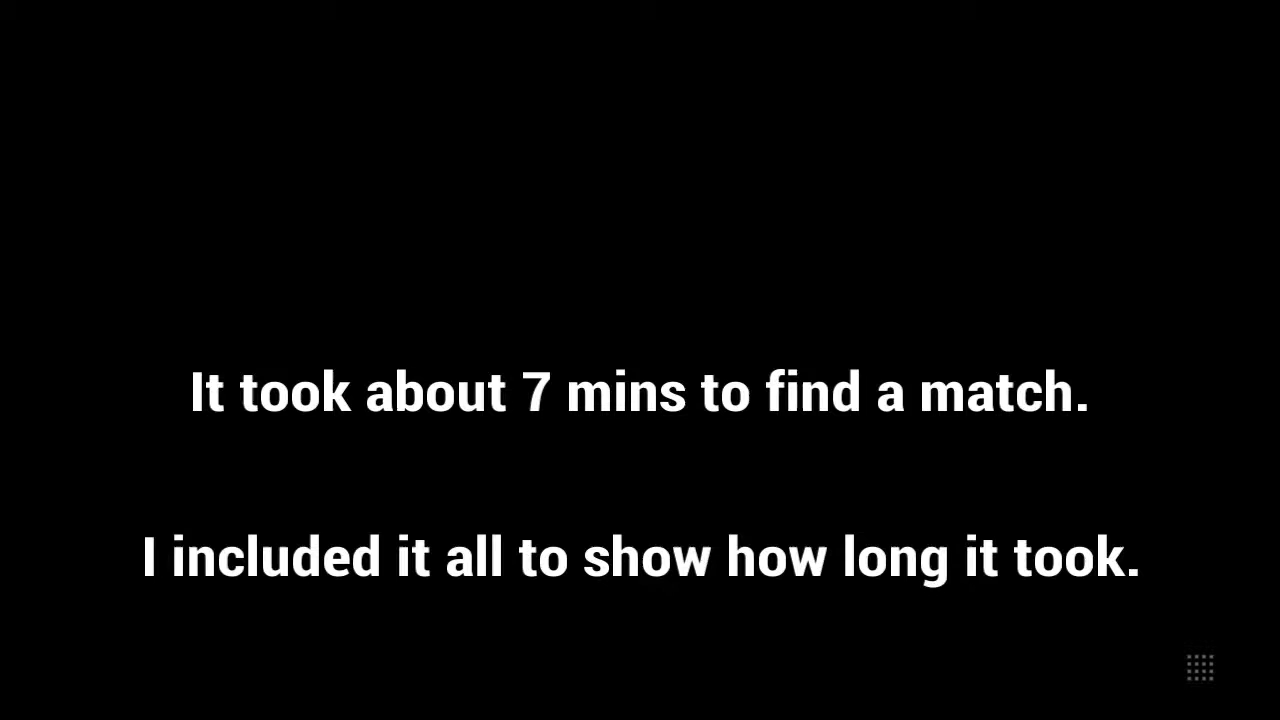 It took about 7 mins to find a match.
I included it all to show how long it took.